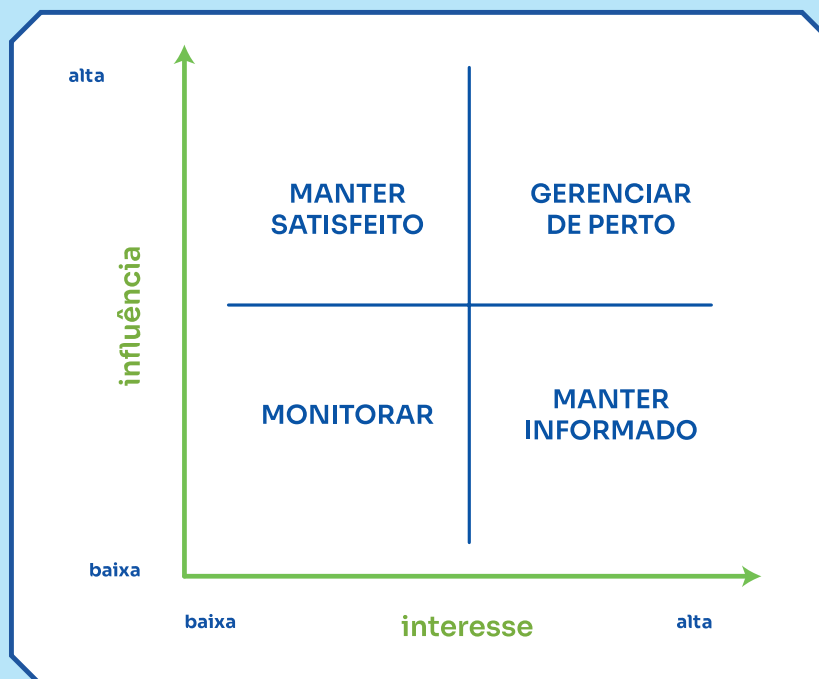 alta
MANTER
SATISFEITO
GERENCIAR
DE PERTO
influência
MONITORAR
MANTER
INFORMADO
baixa
baixa
interesse
alta